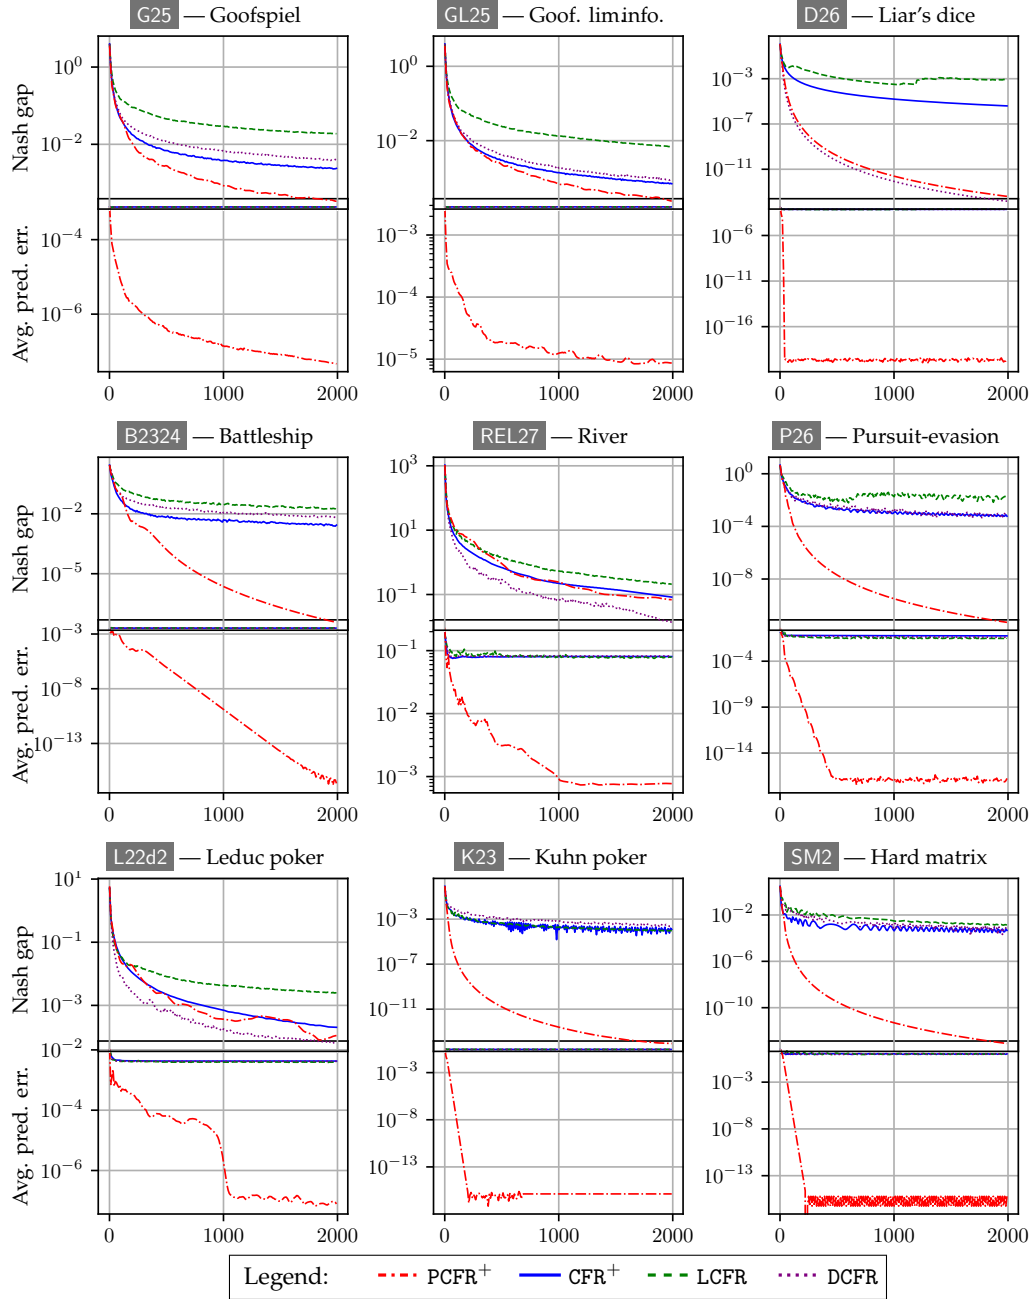 G25 — Goofspiel
GL25 — Goof. lim.info.
D26 — Liar's dice
Nash gap
10^0
10^-2
10^0
10^-2
10^-3
10^-7
10^-11
Avg. pred. err.
10^-4
10^-6
10^-3
10^-4
10^-5
10^-6
10^-11
10^-16
0 1000 2000
0 1000 2000
0 1000 2000
B2324 — Battleship
REL27 — River
P26 — Pursuit-evasion
Nash gap
10^-2
10^-5
10^3
10^1
10^-1
10^0
10^-4
10^-8
Avg. pred. err.
10^-3
10^-8
10^-13
10^-1
10^-2
10^-3
10^-4
10^-9
10^-14
0 1000 2000
0 1000 2000
0 1000 2000
L22d2 — Leduc poker
K23 — Kuhn poker
SM2 — Hard matrix
Nash gap
10^1
10^-1
10^-3
10^-3
10^-7
10^-11
10^-2
10^-6
10^-10
Avg. pred. err.
10^-2
10^-4
10^-6
10^-3
10^-8
10^-13
10^-3
10^-8
10^-13
0 1000 2000
0 1000 2000
0 1000 2000
Legend: PCFR+ CFR+ LCFR DCFR